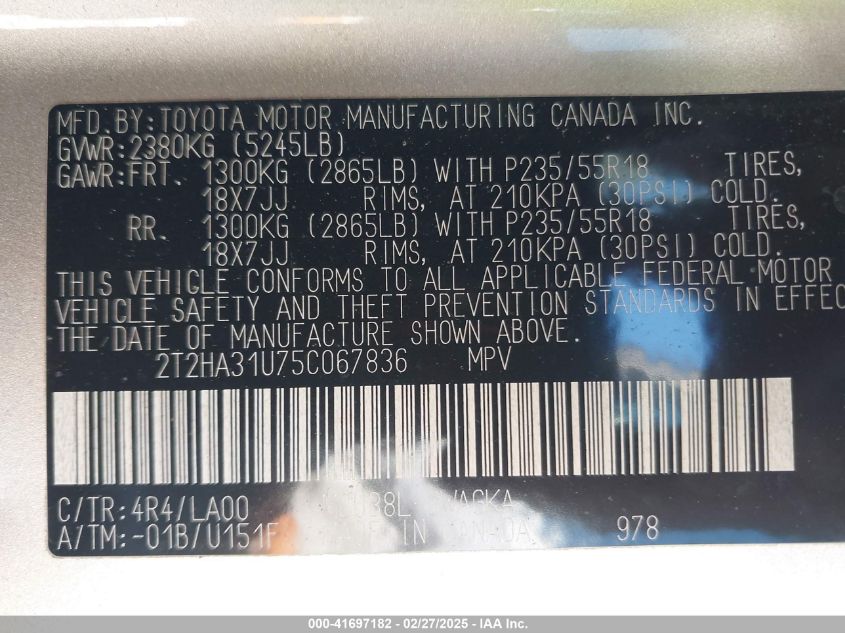 MFD.BY:TOYOTA MOTOR MANUFACTURING CANADA INC.
GVWR:2380KG (5245LB)
GAWR:FRT. 1300KG (2865LB) WITH P235/55R18 TIRES,
18X7JJ RIMS, AT 210KPA (30PSI) COLD.
RR. 1300KG (2865LB) WITH P235/55R18 TIRES,
18X7JJ RIMS, AT 210KPA (30PSI) COLD.
THIS VEHICLE CONFORMS TO ALL APPLICABLE FEDERAL MOTOR
VEHICLE SAFETY AND THEFT PREVENTION STANDARDS IN EFFEC
THE DATE OF MANUFACTURE SHOWN ABOVE.
2T2HA31U75C067836 MPV
C/TR:4R4/LA00
A/TM:-01B/U151F IN CANADA 978
000-41697182 - 02/27/2025 - IAA Inc.